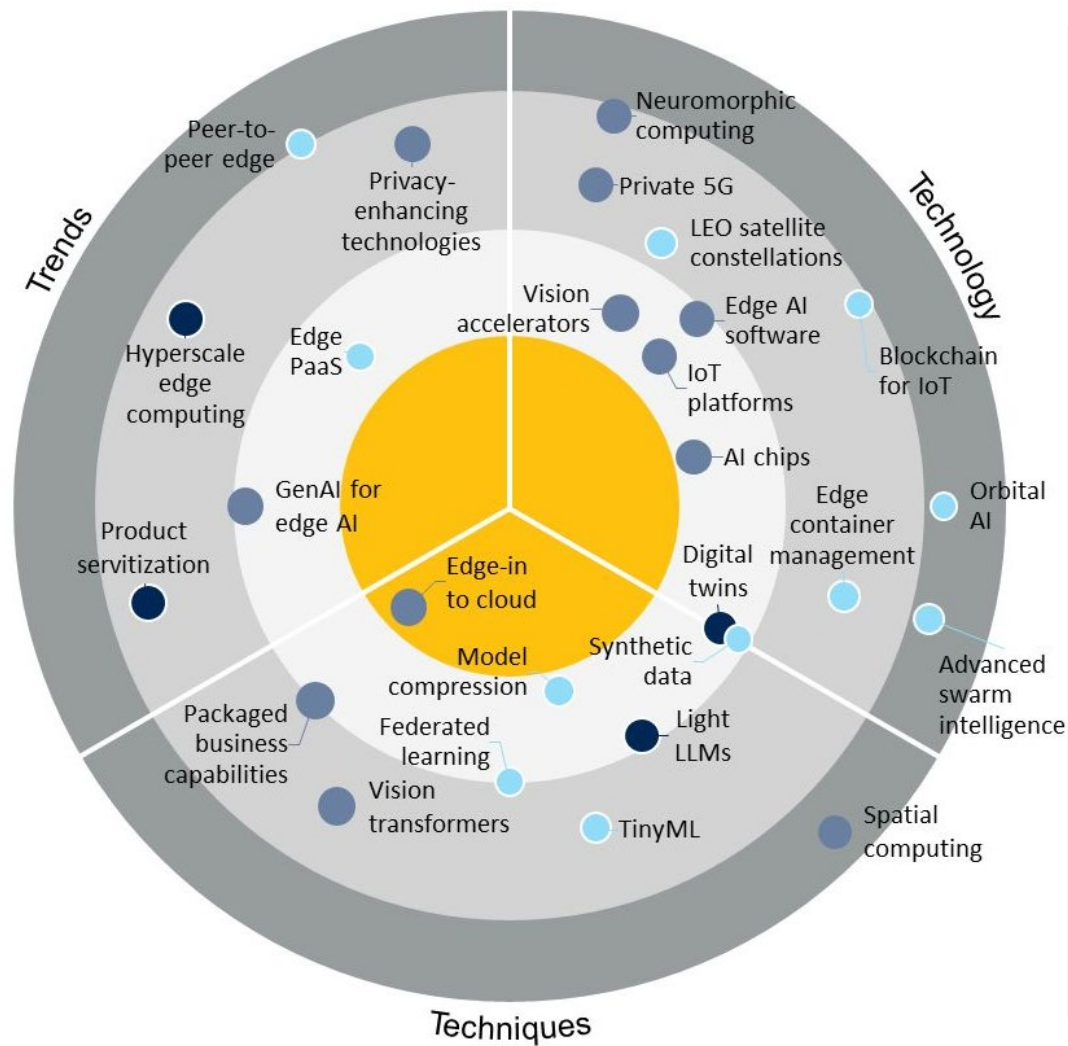 Neuromorphic
computing
Peer-to-
peer edge
Privacy-
enhancing
technologies
Private 5G
Technology
Trends
LEO satellite
constellations
Vision
accelerators
Edge AI
software
Edge
PaaS
Hyperscale
edge
computing
Blockchain
for IoT
IoT
platforms
AI chips
GenAI for
edge AI
Edge
container
management
Orbital
AI
Product
servitization
Digital
twins
Edge-in
to cloud
Synthetic
data
Model
compression
Advanced
swarm
intelligence
Packaged
business
capabilities
Federated
learning
Light
LLMs
Vision
transformers
TinyML
Spatial
computing
Techniques